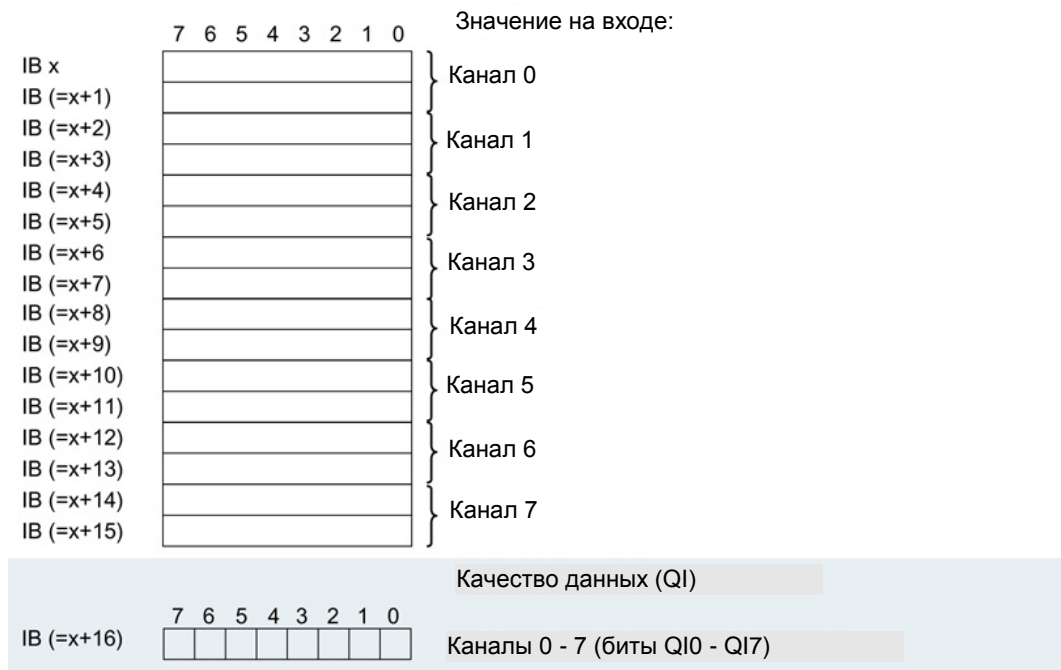 Значение на входе:
7 6 5 4 3 2 1 0
IB x
Канал 0
IB (=x+1)
IB (=x+2)
Канал 1
IB (=x+3)
IB (=x+4)
Канал 2
IB (=x+5)
IB (=x+6
Канал 3
IB (=x+7)
IB (=x+8)
Канал 4
IB (=x+9)
IB (=x+10)
Канал 5
IB (=x+11)
IB (=x+12)
Канал 6
IB (=x+13)
IB (=x+14)
Канал 7
IB (=x+15)
Качество данных (QI)
7 6 5 4 3 2 1 0
IB (=x+16)
Каналы 0 - 7 (биты QI0 - QI7)